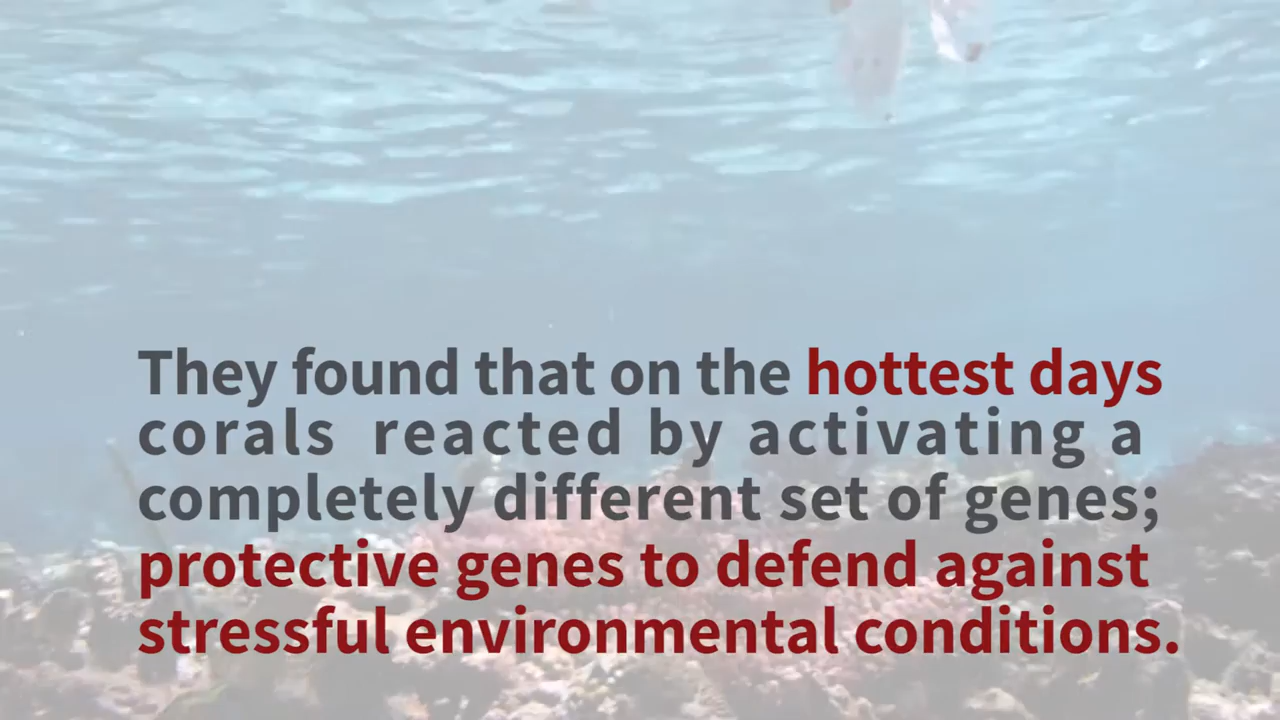 They found that on the hottest days
corals reacted by activating a
completely different set of genes;
protective genes to defend against
stressful environmental conditions.